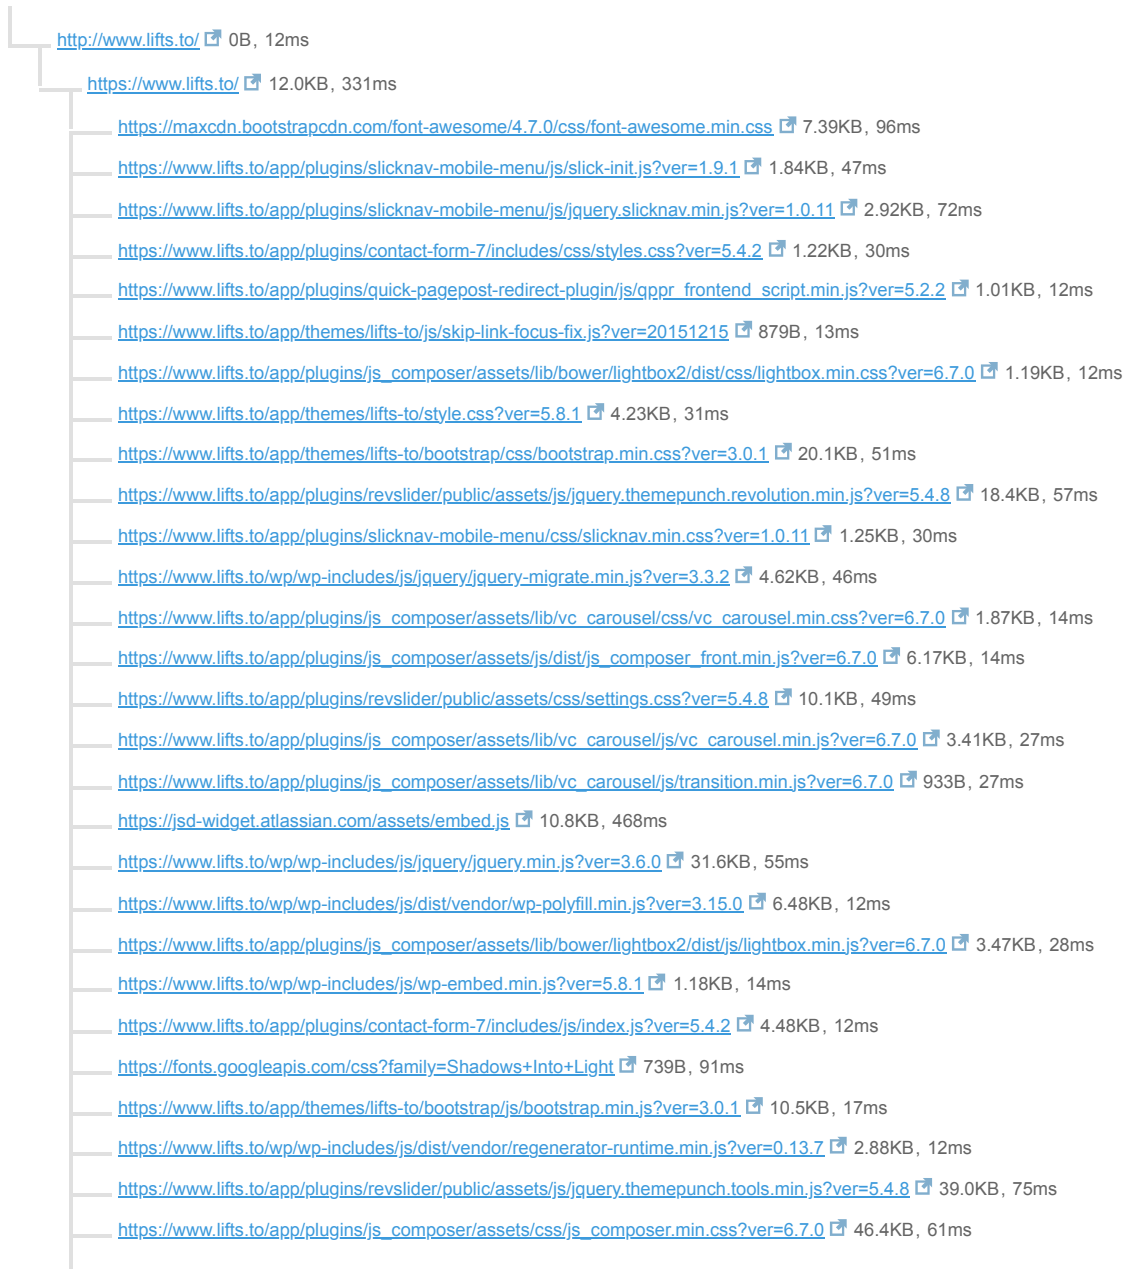 http://www.lifts.to/ 0B, 12ms
https://www.lifts.to/ 12.0KB, 331ms
https://maxcdn.bootstrapcdn.com/font-awesome/4.7.0/css/font-awesome.min.css 7.39KB, 96ms
https://www.lifts.to/app/plugins/slicknav-mobile-menu/js/slick-init.js?ver=1.9.1 1.84KB, 47ms
https://www.lifts.to/app/plugins/slicknav-mobile-menu/js/jquery.slicknav.min.js?ver=1.0.11 2.92KB, 72ms
https://www.lifts.to/app/plugins/contact-form-7/includes/css/styles.css?ver=5.4.2 1.22KB, 30ms
https://www.lifts.to/app/plugins/quick-pagepost-redirect-plugin/js/qppr_frontend_script.min.js?ver=5.2.2 1.01KB, 12ms
https://www.lifts.to/app/themes/lifts-to/js/skip-link-focus-fix.js?ver=20151215 879B, 13ms
https://www.lifts.to/app/plugins/js_composer/assets/lib/bower/lightbox2/dist/css/lightbox.min.css?ver=6.7.0 1.19KB, 12ms
https://www.lifts.to/app/themes/lifts-to/style.css?ver=5.8.1 4.23KB, 31ms
https://www.lifts.to/app/themes/lifts-to/bootstrap/css/bootstrap.min.css?ver=3.0.1 20.1KB, 51ms
https://www.lifts.to/app/plugins/revslider/public/assets/js/jquery.themepunch.revolution.min.js?ver=5.4.8 18.4KB, 57ms
https://www.lifts.to/app/plugins/slicknav-mobile-menu/css/slicknav.min.css?ver=1.0.11 1.25KB, 30ms
https://www.lifts.to/wp/wp-includes/js/jquery/jquery-migrate.min.js?ver=3.3.2 4.62KB, 46ms
https://www.lifts.to/app/plugins/js_composer/assets/lib/vc_carousel/css/vc_carousel.min.css?ver=6.7.0 1.87KB, 14ms
https://www.lifts.to/app/plugins/js_composer/assets/js/dist/js_composer_front.min.js?ver=6.7.0 6.17KB, 14ms
https://www.lifts.to/app/plugins/revslider/public/assets/css/settings.css?ver=5.4.8 10.1KB, 49ms
https://www.lifts.to/app/plugins/js_composer/assets/lib/vc_carousel/js/vc_carousel.min.js?ver=6.7.0 3.41KB, 27ms
https://www.lifts.to/app/plugins/js_composer/assets/lib/vc_carousel/js/transition.min.js?ver=6.7.0 933B, 27ms
https://jsd-widget.atlassian.com/assets/embed.js 10.8KB, 468ms
https://www.lifts.to/wp/wp-includes/js/jquery/jquery.min.js?ver=3.6.0 31.6KB, 55ms
https://www.lifts.to/wp/wp-includes/js/dist/vendor/wp-polyfill.min.js?ver=3.15.0 6.48KB, 12ms
https://www.lifts.to/app/plugins/js_composer/assets/lib/bower/lightbox2/dist/js/lightbox.min.js?ver=6.7.0 3.47KB, 28ms
https://www.lifts.to/wp/wp-includes/js/wp-embed.min.js?ver=5.8.1 1.18KB, 14ms
https://www.lifts.to/app/plugins/contact-form-7/includes/js/index.js?ver=5.4.2 4.48KB, 12ms
https://fonts.googleapis.com/css?family=Shadows+Into+Light 739B, 91ms
https://www.lifts.to/app/themes/lifts-to/bootstrap/js/bootstrap.min.js?ver=3.0.1 10.5KB, 17ms
https://www.lifts.to/wp/wp-includes/js/dist/vendor/regenerator-runtime.min.js?ver=0.13.7 2.88KB, 12ms
https://www.lifts.to/app/plugins/revslider/public/assets/js/jquery.themepunch.tools.min.js?ver=5.4.8 39.0KB, 75ms
https://www.lifts.to/app/plugins/js_composer/assets/css/js_composer.min.css?ver=6.7.0 46.4KB, 61ms